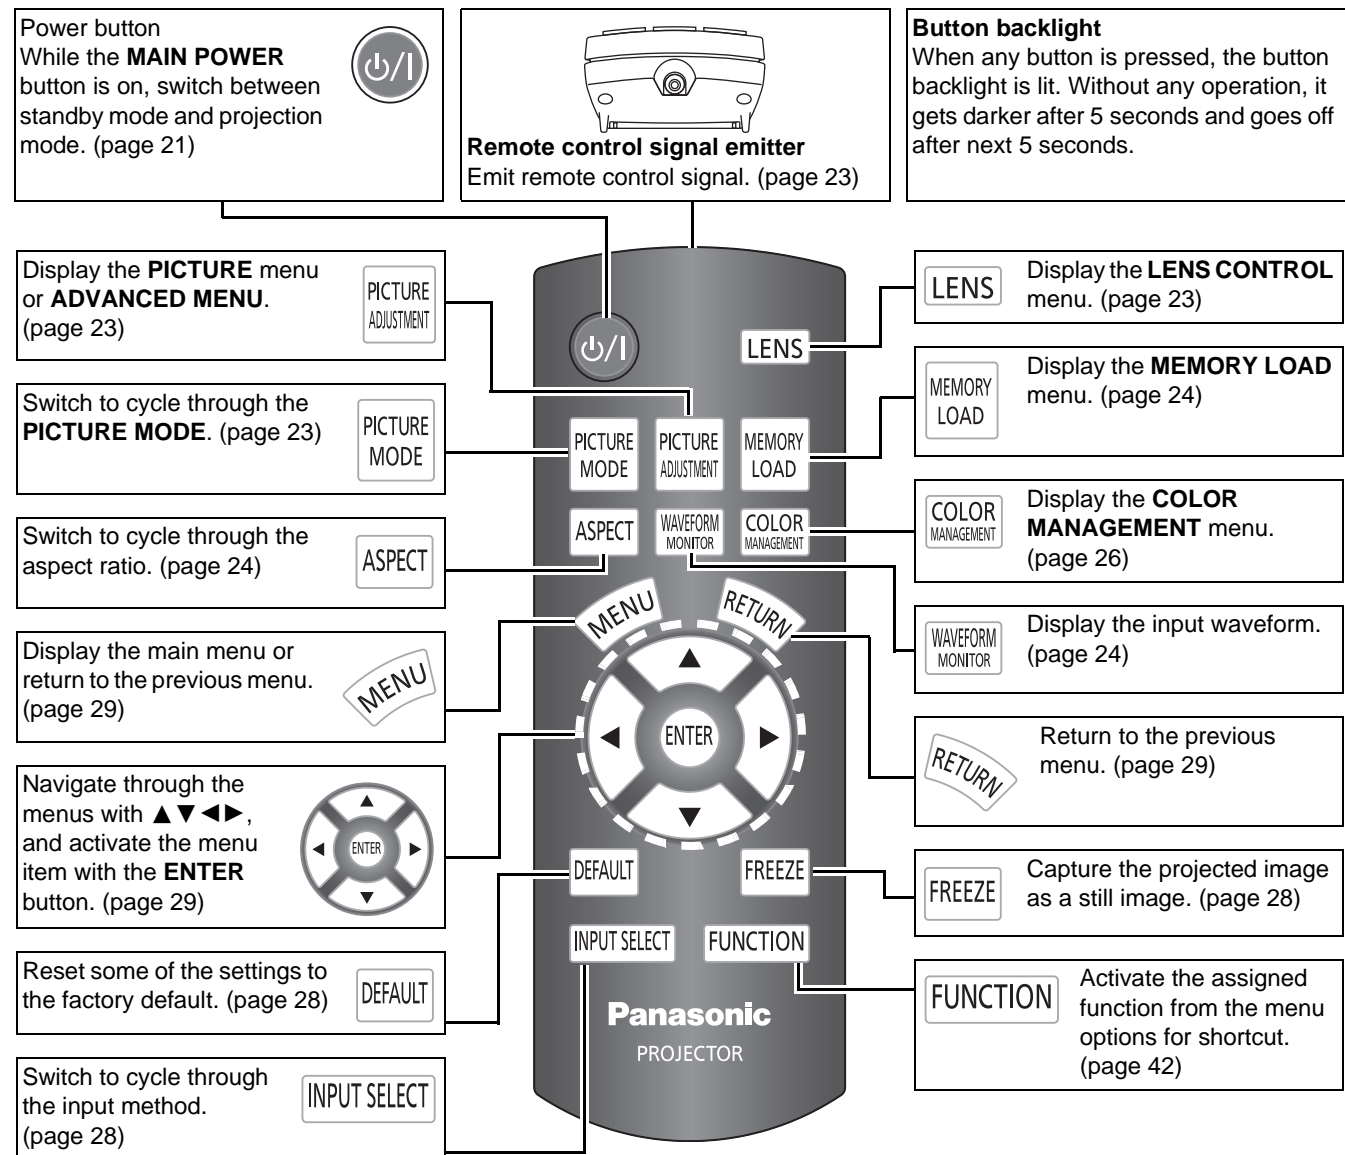 Power button
While the MAIN POWER
button is on, switch between
standby mode and projection
mode. (page 21)
⏻/I
Remote control signal emitter
Emit remote control signal. (page 23)
Button backlight
When any button is pressed, the button
backlight is lit. Without any operation, it
gets darker after 5 seconds and goes off
after next 5 seconds.
Display the PICTURE menu
or ADVANCED MENU.
(page 23)
PICTURE
ADJUSTMENT
Switch to cycle through the
PICTURE MODE. (page 23)
PICTURE
MODE
Switch to cycle through the
aspect ratio. (page 24)
ASPECT
Display the main menu or
return to the previous menu.
(page 29)
MENU
Navigate through the
menus with ▲▼◀▶,
and activate the menu
item with the ENTER
button. (page 29)
ENTER
Reset some of the settings to
the factory default. (page 28)
DEFAULT
Switch to cycle through
the input method.
(page 28)
INPUT SELECT
⏻/I
LENS
PICTURE
MODE
PICTURE
ADJUSTMENT
MEMORY
LOAD
ASPECT
WAVEFORM
MONITOR
COLOR
MANAGEMENT
MENU
RETURN
ENTER
DEFAULT
FREEZE
INPUT SELECT
FUNCTION
Panasonic
PROJECTOR
LENS
Display the LENS CONTROL
menu. (page 23)
MEMORY
LOAD
Display the MEMORY LOAD
menu. (page 24)
COLOR
MANAGEMENT
Display the COLOR
MANAGEMENT menu.
(page 26)
WAVEFORM
MONITOR
Display the input waveform.
(page 24)
RETURN
Return to the previous
menu. (page 29)
FREEZE
Capture the projected image
as a still image. (page 28)
FUNCTION
Activate the assigned
function from the menu
options for shortcut.
(page 42)